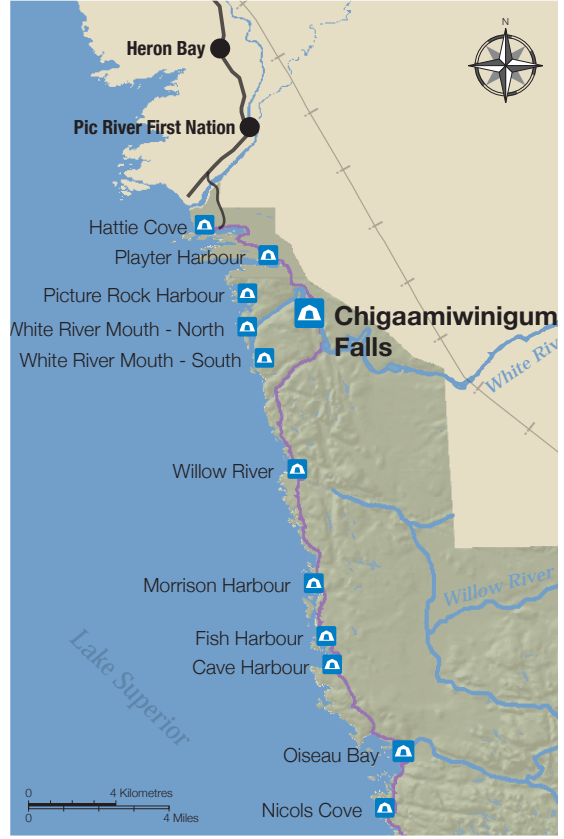 N
Heron Bay
Pic River First Nation
Hattie Cove
Playter Harbour
Picture Rock Harbour
Chigaamiwinigum
Falls
White River Mouth - North
White River Mouth - South
White Riv
Willow River
Morrison Harbour
Willow River
Fish Harbour
Lake Superior
Cave Harbour
Oiseau Bay
0 4 Kilometres
0 4 Miles
Nicols Cove